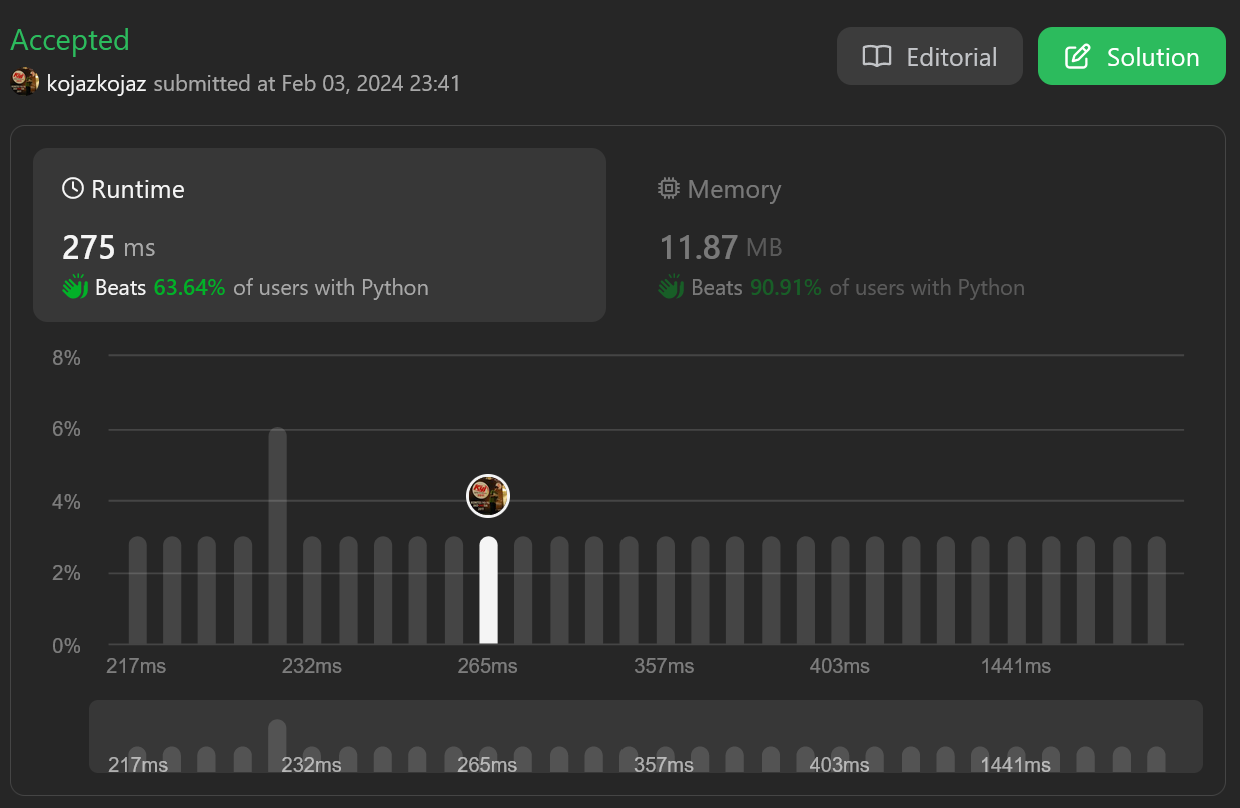 Accepted
kojazkojaz submitted at Feb 03, 2024 23:41
Editorial
Solution
Runtime
275 ms
Beats 63.64% of users with Python
Memory
11.87 MB
Beats 90.91% of users with Python
8%
6%
4%
2%
0%
217ms 232ms 265ms 357ms 403ms 1441ms
217ms 232ms 265ms 357ms 403ms 1441ms